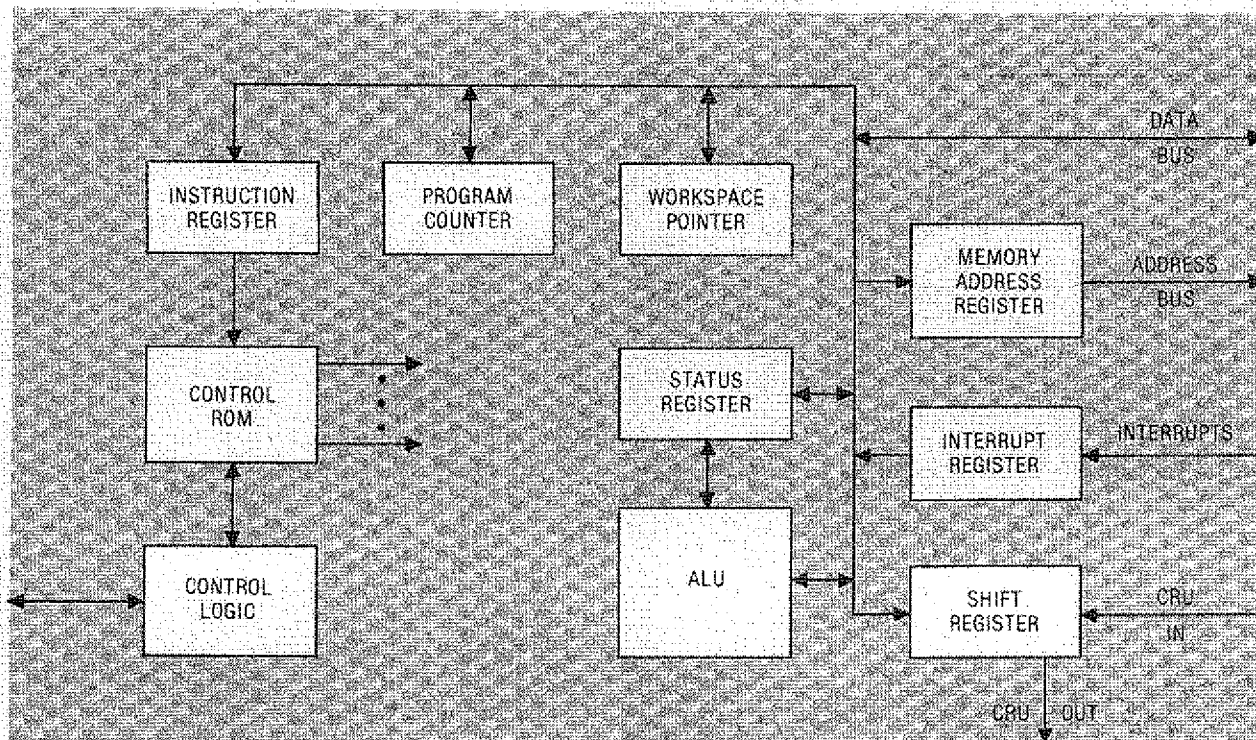 DATA
BUS
INSTRUCTION
REGISTER
PROGRAM
COUNTER
WORKSPACE
POINTER
MEMORY
ADDRESS
REGISTER
ADDRESS
BUS
CONTROL
ROM
STATUS
REGISTER
INTERRUPT
REGISTER
INTERRUPTS
CONTROL
LOGIC
ALU
SHIFT
REGISTER
CRU
IN
CRU OUT